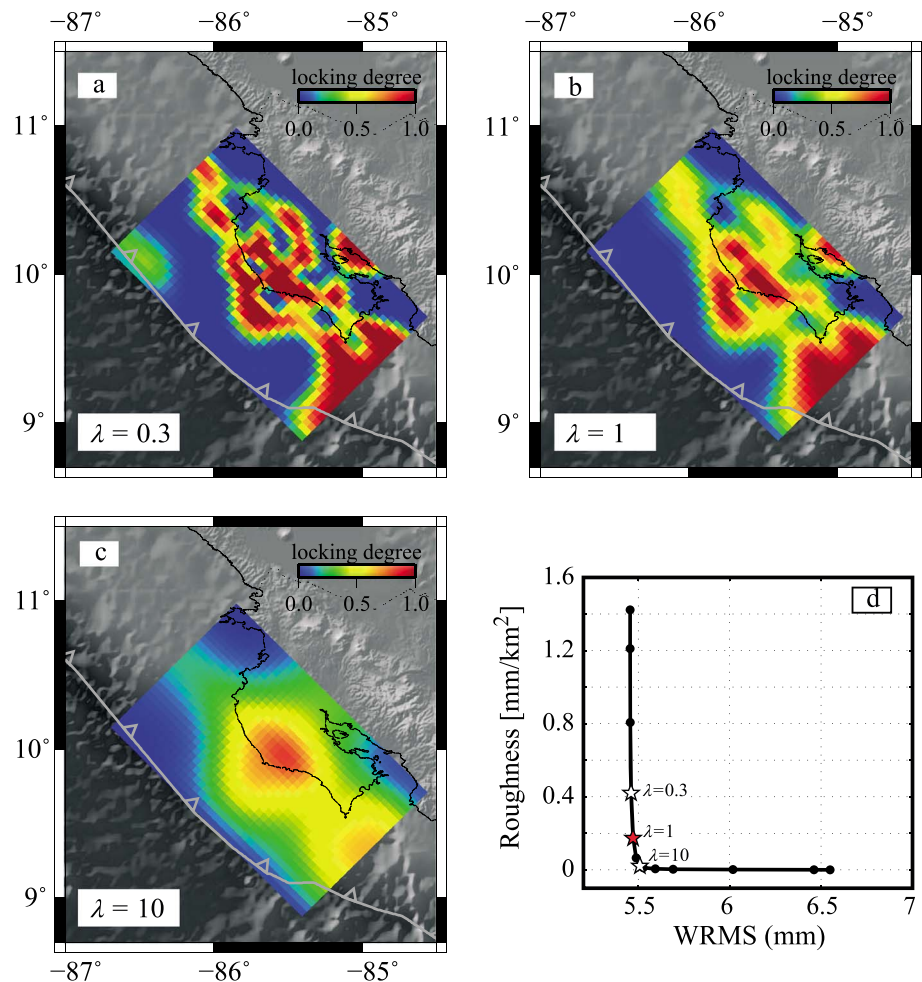 −87° −86° −85° −87° −86° −85°
a
locking degree
0.0 0.5 1.0
b
locking degree
0.0 0.5 1.0
11°
10°
9°
11°
10°
9°
λ = 0.3
λ = 1
c
locking degree
0.0 0.5 1.0
11°
10°
9°
λ = 10
−87° −86° −85°
d
Roughness [mm/km²]
1.6
1.2
0.8
0.4
0
λ=0.3
λ=1
λ=10
5.5 6 6.5 7
WRMS (mm)